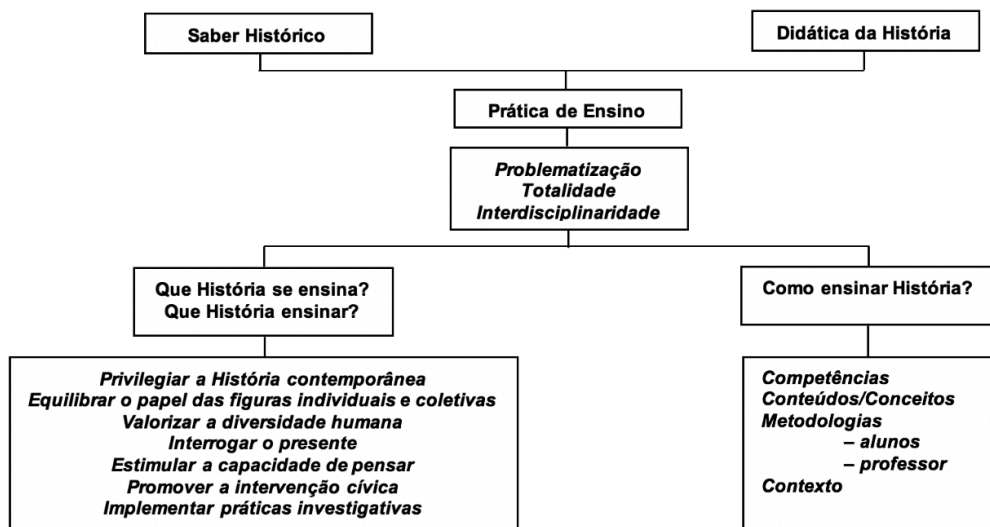 Saber Histórico
Didática da História
Prática de Ensino
Problematização
Totalidade
Interdisciplinaridade
Que História se ensina?
Que História ensinar?
Como ensinar História?
Privilegiar a História contemporânea
Equilibrar o papel das figuras individuais e coletivas
Valorizar a diversidade humana
Interrogar o presente
Estimular a capacidade de pensar
Promover a intervenção cívica
Implementar práticas investigativas
Competências
Conteúdos/Conceitos
Metodologias
– alunos
– professor
Contexto